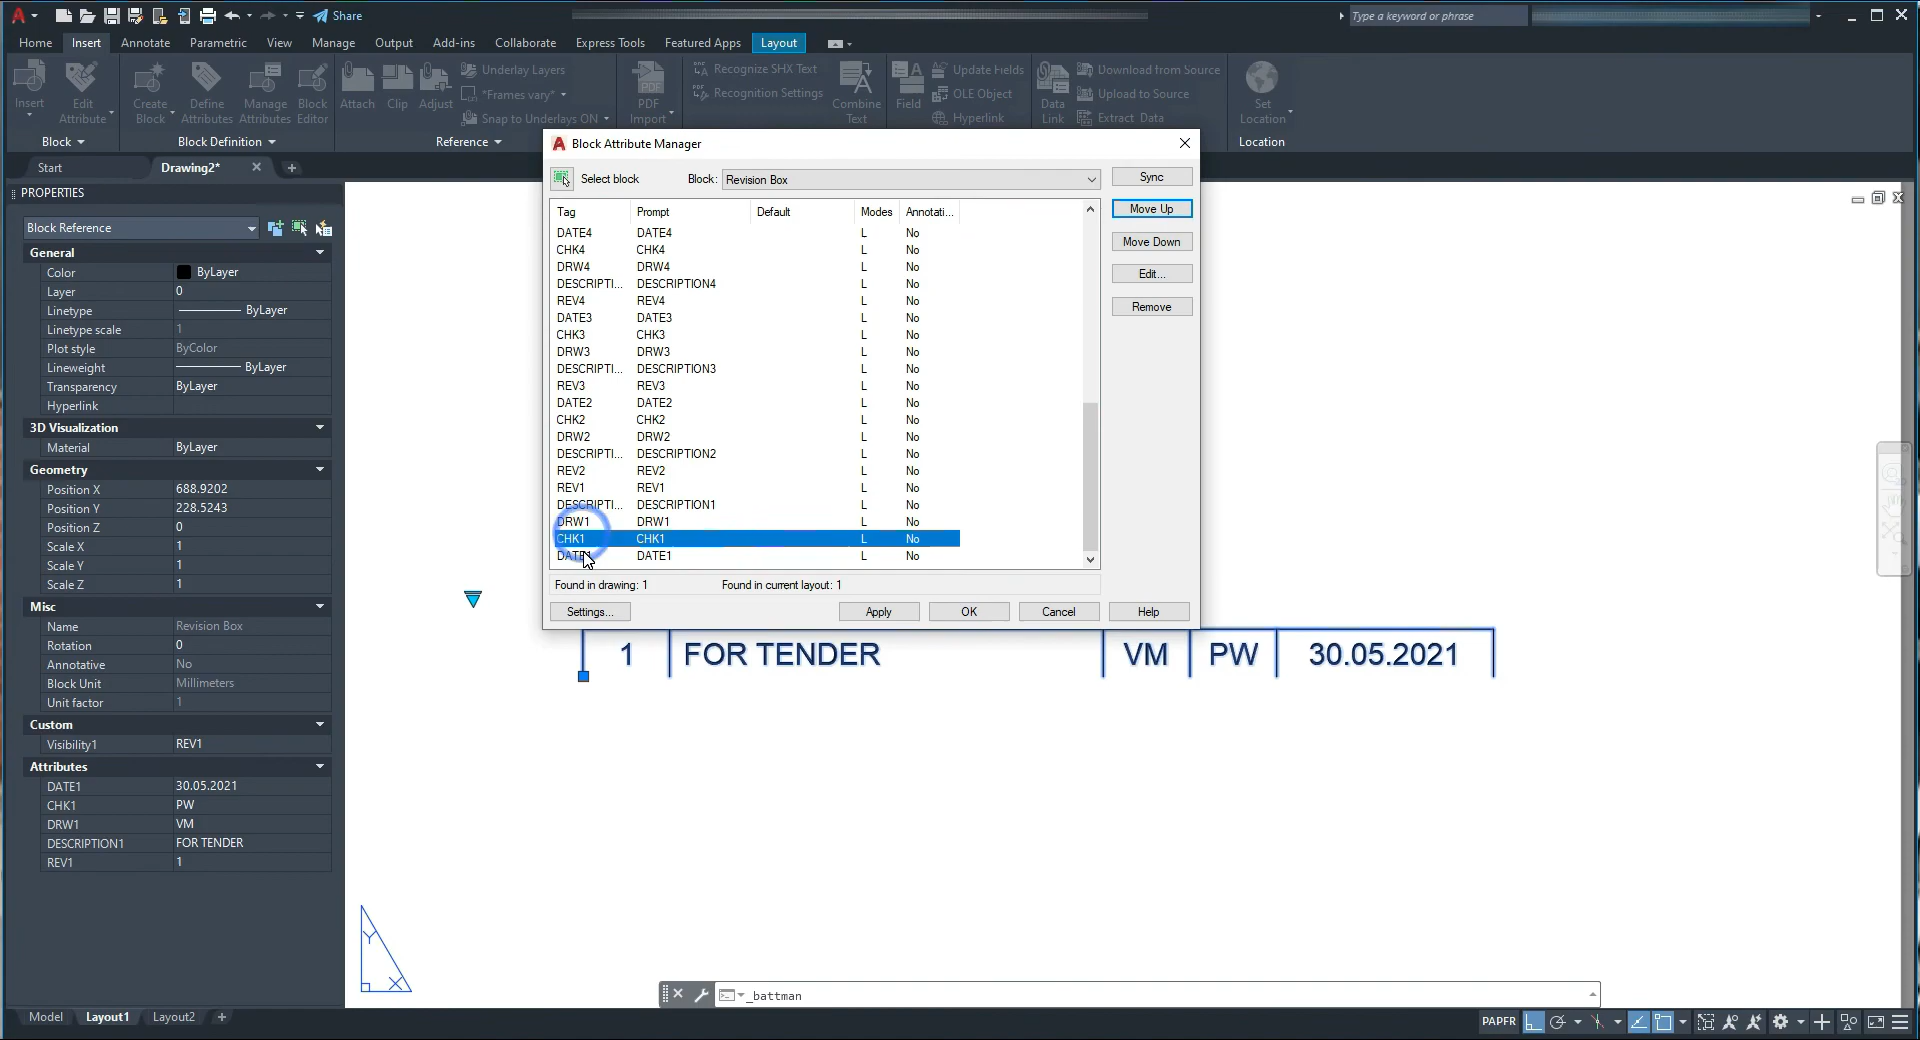 Share
Type a keyword or phrase
Home Insert Annotate Parametric View Manage Output Add-ins Collaborate Express Tools Featured Apps Layout
Insert
Edit
Attribute
Create
Block
Define
Attributes
Manage
Attributes
Block
Editor
Attach Clip Adjust
Underlay Layers
*Frames vary*
Snap to Underlays ON
PDF
Import
Recognize SHX Text
Recognition Settings
Combine
Text
Field
Update Fields
OLE Object
Hyperlink
Data
Link
Download from Source
Upload to Source
Extract Data
Set
Location
Block
Block Definition
Reference
Location
Start
Drawing2*
PROPERTIES
Block Reference
General
Color ByLayer
Layer 0
Linetype ByLayer
Linetype scale 1
Plot style ByColor
Lineweight ByLayer
Transparency ByLayer
Hyperlink
3D Visualization
Material ByLayer
Geometry
Position X 688.9202
Position Y 228.5243
Position Z 0
Scale X 1
Scale Y 1
Scale Z 1
Misc
Name Revision Box
Rotation 0
Annotative No
Block Unit Millimeters
Unit factor 1
Custom
Visibility1 REV1
Attributes
DATE1 30.05.2021
CHK1 PW
DRW1 VM
DESCRIPTION1 FOR TENDER
REV1 1
Block Attribute Manager
Select block
Block: Revision Box
Tag Prompt Default Modes Annotati...
DATE4 DATE4 L No
CHK4 CHK4 L No
DRW4 DRW4 L No
DESCRIPTI... DESCRIPTION4 L No
REV4 REV4 L No
DATE3 DATE3 L No
CHK3 CHK3 L No
DRW3 DRW3 L No
DESCRIPTI... DESCRIPTION3 L No
REV3 REV3 L No
DATE2 DATE2 L No
CHK2 CHK2 L No
DRW2 DRW2 L No
DESCRIPTI... DESCRIPTION2 L No
REV2 REV2 L No
REV1 REV1 L No
DESCRIPTI... DESCRIPTION1 L No
DRW1 DRW1 L No
CHK1 CHK1 L No
DATE1 DATE1 L No
Sync
Move Up
Move Down
Edit...
Remove
Found in drawing: 1 Found in current layout: 1
Settings... Apply OK Cancel Help
1 FOR TENDER VM PW 30.05.2021
Y
X
_battman
Model Layout1 Layout2
PAPER